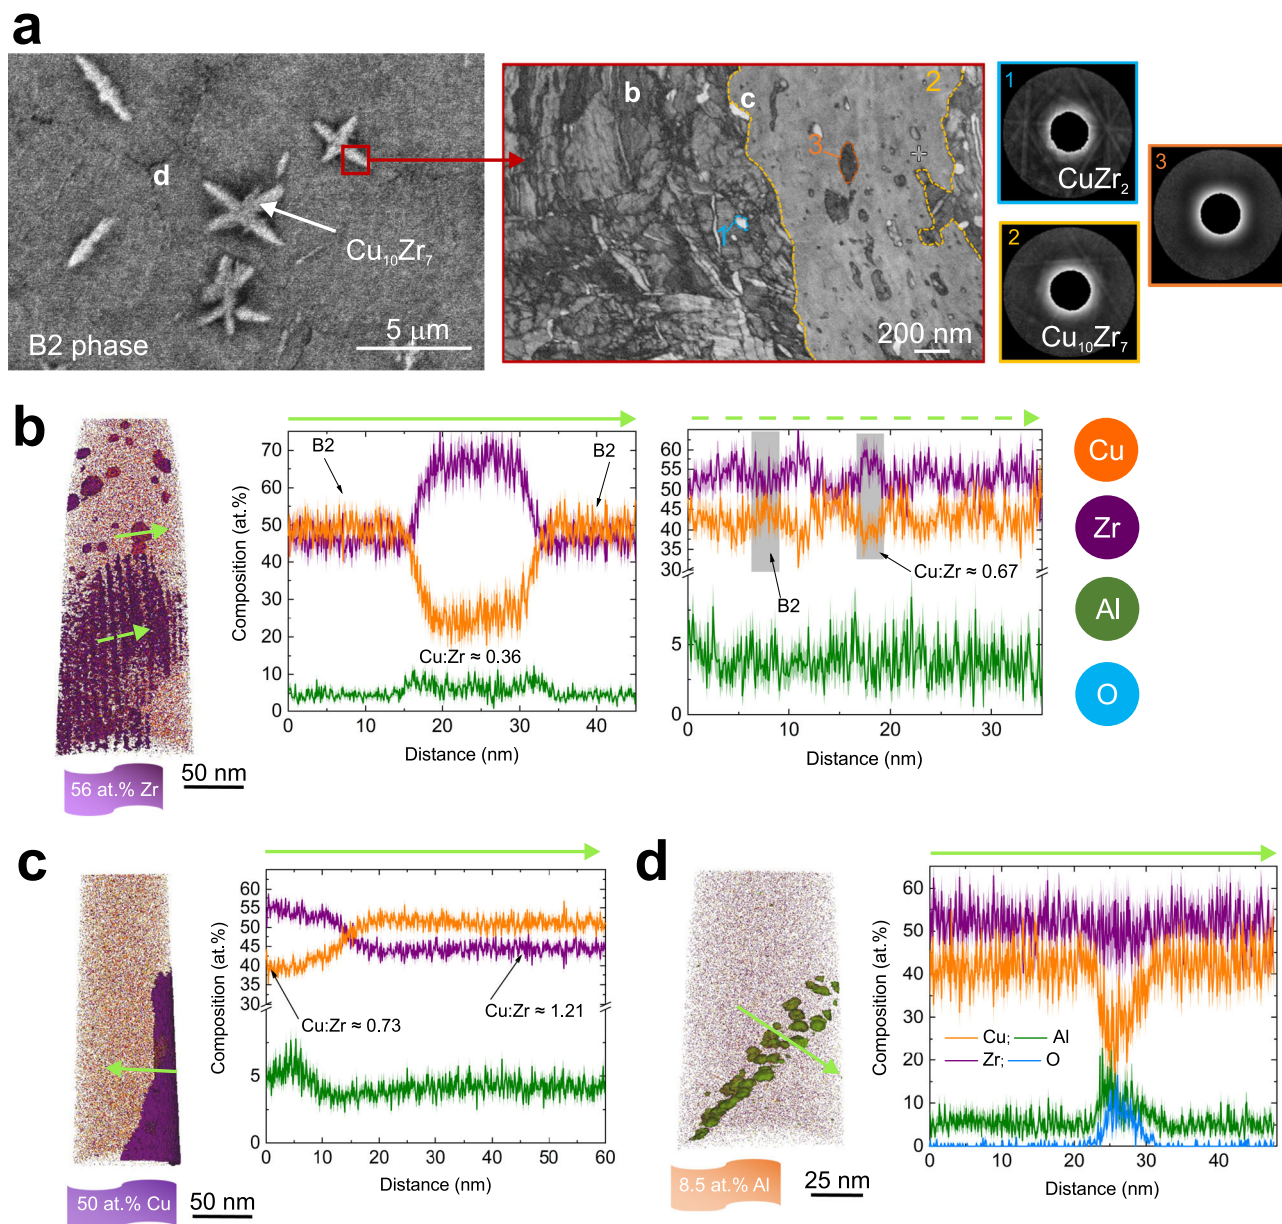 a
d
Cu10Zr7
5 μm
B2 phase
b
c
2
3
1
200 nm
1
CuZr2
2
Cu10Zr7
3
b
56 at.% Zr
50 nm
Composition (at.%)
70
60
50
40
30
20
10
0
B2
B2
Cu:Zr ≈ 0.36
0 10 20 30 40
Distance (nm)
60
55
50
45
40
35
30
5
0
Cu:Zr ≈ 0.67
B2
0 10 20 30
Distance (nm)
Cu
Zr
Al
O
c
50 at.% Cu
50 nm
Composition (at.%)
60
55
50
45
40
35
30
5
0
Cu:Zr ≈ 0.73
Cu:Zr ≈ 1.21
0 10 20 30 40 50 60
Distance (nm)
d
8.5 at.% Al
25 nm
Composition (at.%)
60
50
40
30
20
10
0
Cu; Al
Zr; O
0 10 20 30 40
Distance (nm)